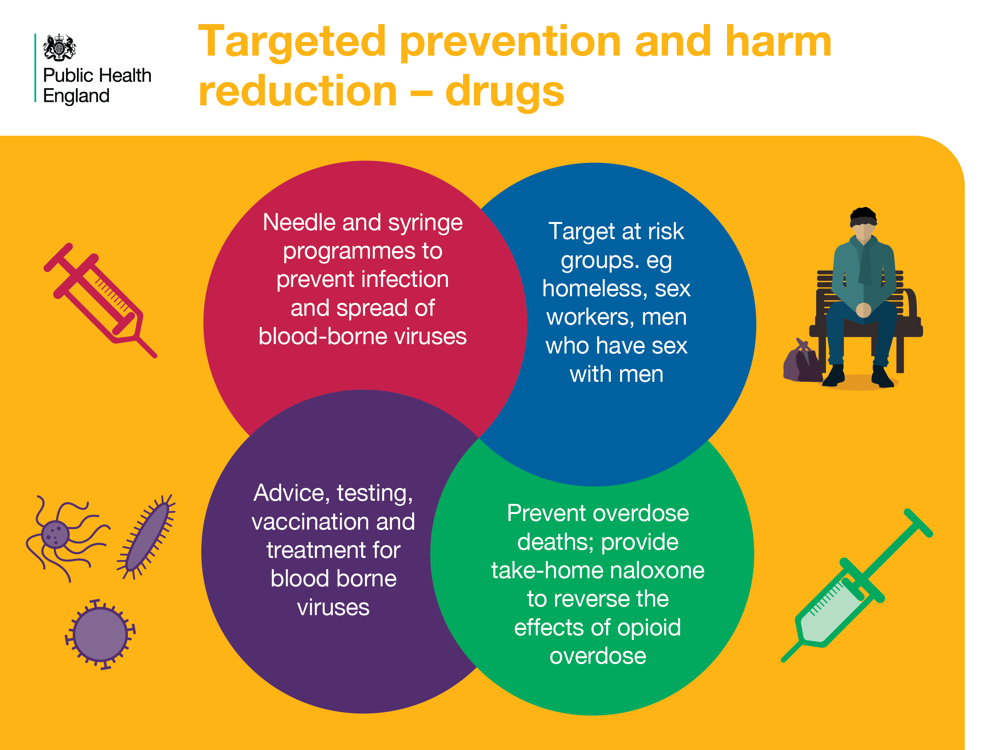 Public Health
England
Targeted prevention and harm
reduction – drugs
Needle and syringe
programmes to
prevent infection
and spread of
blood-borne viruses
Target at risk
groups. eg
homeless, sex
workers, men
who have sex
with men
Advice, testing,
vaccination and
treatment for
blood borne
viruses
Prevent overdose
deaths; provide
take-home naloxone
to reverse the
effects of opioid
overdose